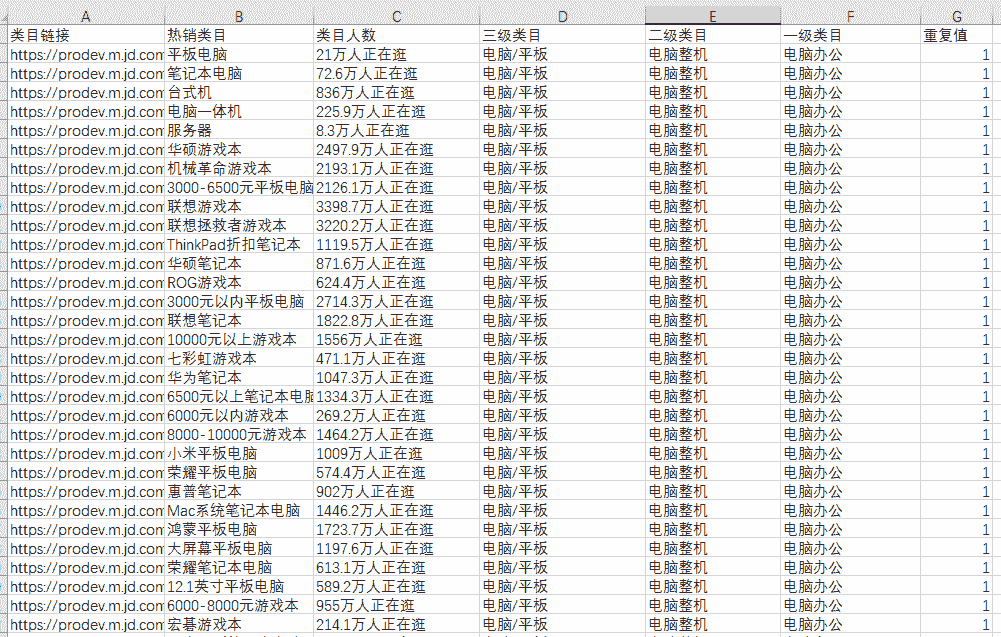 A B C D E F G
类目链接 热销类目 类目人数 三级类目 二级类目 一级类目 重复值
https://prodev.m.jd.com 平板电脑 21万人正在逛 电脑/平板 电脑整机 电脑办公 1
https://prodev.m.jd.com 笔记本电脑 72.6万人正在逛 电脑/平板 电脑整机 电脑办公 1
https://prodev.m.jd.com 台式机 836万人正在逛 电脑/平板 电脑整机 电脑办公 1
https://prodev.m.jd.com 电脑一体机 225.9万人正在逛 电脑/平板 电脑整机 电脑办公 1
https://prodev.m.jd.com 服务器 8.3万人正在逛 电脑/平板 电脑整机 电脑办公 1
https://prodev.m.jd.com 华硕游戏本 2497.9万人正在逛 电脑/平板 电脑整机 电脑办公 1
https://prodev.m.jd.com 机械革命游戏本 2193.1万人正在逛 电脑/平板 电脑整机 电脑办公 1
https://prodev.m.jd.com 3000-6500元平板电脑 2126.1万人正在逛 电脑/平板 电脑整机 电脑办公 1
https://prodev.m.jd.com 联想游戏本 3398.7万人正在逛 电脑/平板 电脑整机 电脑办公 1
https://prodev.m.jd.com 联想拯救者游戏本 3220.2万人正在逛 电脑/平板 电脑整机 电脑办公 1
https://prodev.m.jd.com ThinkPad折扣笔记本 1119.5万人正在逛 电脑/平板 电脑整机 电脑办公 1
https://prodev.m.jd.com 华硕笔记本 871.6万人正在逛 电脑/平板 电脑整机 电脑办公 1
https://prodev.m.jd.com ROG游戏本 624.4万人正在逛 电脑/平板 电脑整机 电脑办公 1
https://prodev.m.jd.com 3000元以内平板电脑 2714.3万人正在逛 电脑/平板 电脑整机 电脑办公 1
https://prodev.m.jd.com 联想笔记本 1822.8万人正在逛 电脑/平板 电脑整机 电脑办公 1
https://prodev.m.jd.com 10000元以上游戏本 1556万人正在逛 电脑/平板 电脑整机 电脑办公 1
https://prodev.m.jd.com 七彩虹游戏本 471.1万人正在逛 电脑/平板 电脑整机 电脑办公 1
https://prodev.m.jd.com 华为笔记本 1047.3万人正在逛 电脑/平板 电脑整机 电脑办公 1
https://prodev.m.jd.com 6500元以上笔记本电脑 1334.3万人正在逛 电脑/平板 电脑整机 电脑办公 1
https://prodev.m.jd.com 6000元以内游戏本 269.2万人正在逛 电脑/平板 电脑整机 电脑办公 1
https://prodev.m.jd.com 8000-10000元游戏本 1464.2万人正在逛 电脑/平板 电脑整机 电脑办公 1
https://prodev.m.jd.com 小米平板电脑 1009万人正在逛 电脑/平板 电脑整机 电脑办公 1
https://prodev.m.jd.com 荣耀平板电脑 574.4万人正在逛 电脑/平板 电脑整机 电脑办公 1
https://prodev.m.jd.com 惠普笔记本 902万人正在逛 电脑/平板 电脑整机 电脑办公 1
https://prodev.m.jd.com Mac系统笔记本电脑 1446.2万人正在逛 电脑/平板 电脑整机 电脑办公 1
https://prodev.m.jd.com 鸿蒙平板电脑 1723.7万人正在逛 电脑/平板 电脑整机 电脑办公 1
https://prodev.m.jd.com 大屏幕平板电脑 1197.6万人正在逛 电脑/平板 电脑整机 电脑办公 1
https://prodev.m.jd.com 荣耀笔记本电脑 613.1万人正在逛 电脑/平板 电脑整机 电脑办公 1
https://prodev.m.jd.com 12.1英寸平板电脑 589.2万人正在逛 电脑/平板 电脑整机 电脑办公 1
https://prodev.m.jd.com 6000-8000元游戏本 955万人正在逛 电脑/平板 电脑整机 电脑办公 1
https://prodev.m.jd.com 宏碁游戏本 214.1万人正在逛 电脑/平板 电脑整机 电脑办公 1